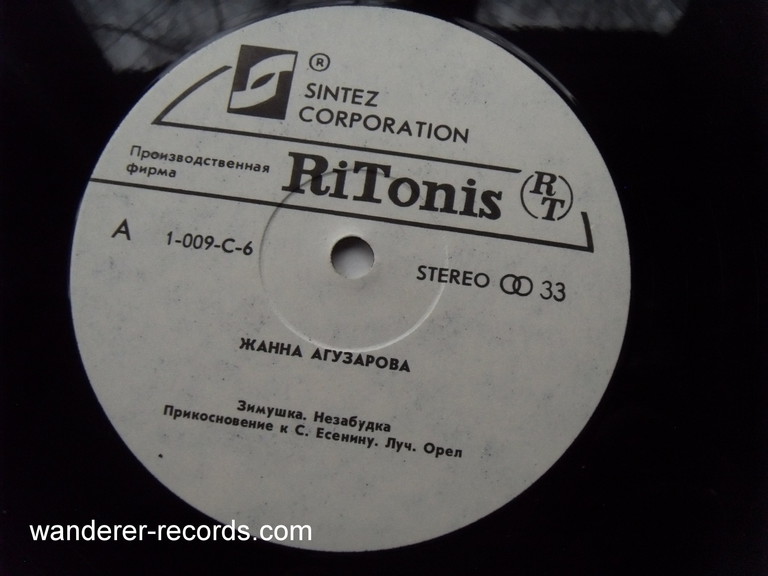 ®
SINTEZ
CORPORATION
Производственная
фирма
RiTonis
RT
A 1-009-C-6
STEREO 33
ЖАННА АГУЗАРОВА
Зимушка. Незабудка
Прикосновение к С. Есенину. Луч. Орел
wanderer-records.com